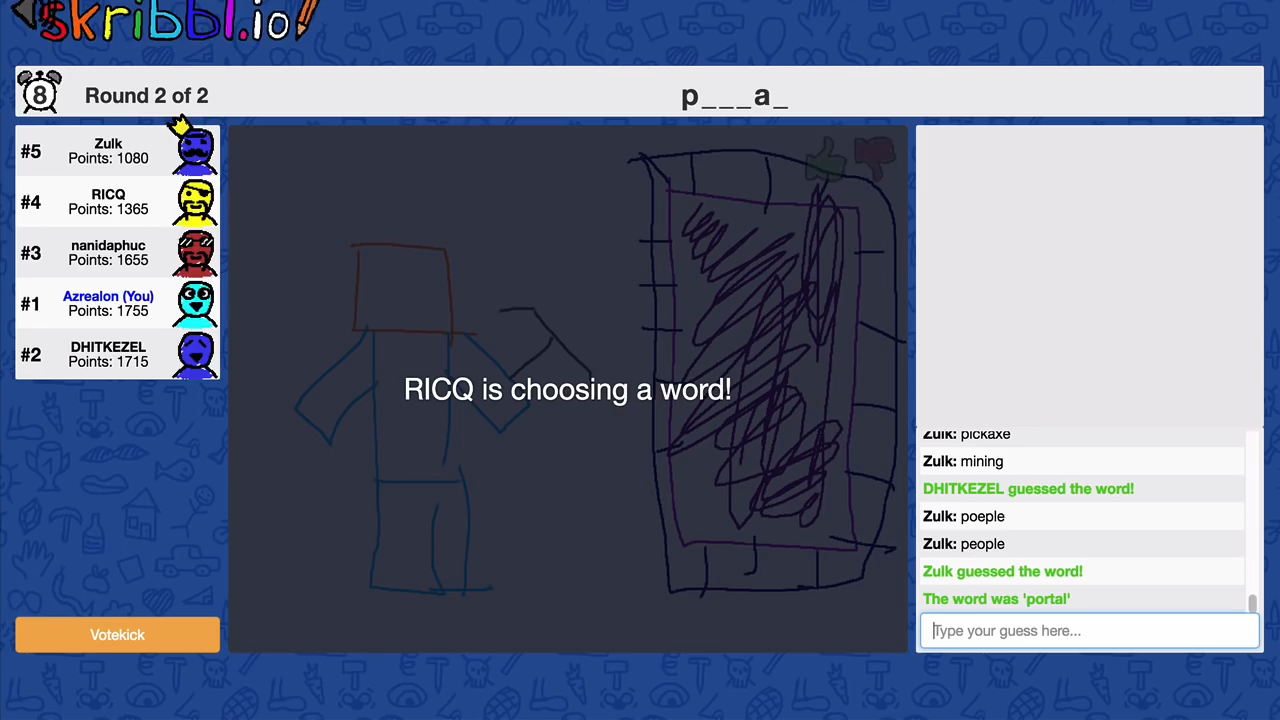 skribbl.io
8
Round 2 of 2
p___a_
#5
Zulk
Points: 1080
#4
RICQ
Points: 1365
#3
nanidaphuc
Points: 1655
#1
Azrealon (You)
Points: 1755
#2
DHITKEZEL
Points: 1715
Votekick
RICQ is choosing a word!
Zulk: pickaxe
Zulk: mining
DHITKEZEL guessed the word!
Zulk: poeple
Zulk: people
Zulk guessed the word!
The word was 'portal'
Type your guess here...